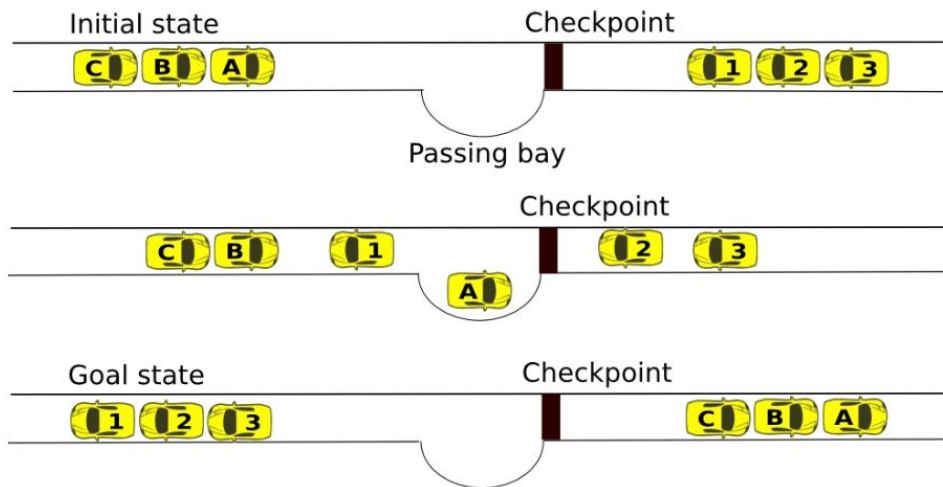 Initial state Checkpoint
C B A 1 2 3
Passing bay
Checkpoint
C B 1 A 2 3
Goal state Checkpoint
1 2 3 C B A